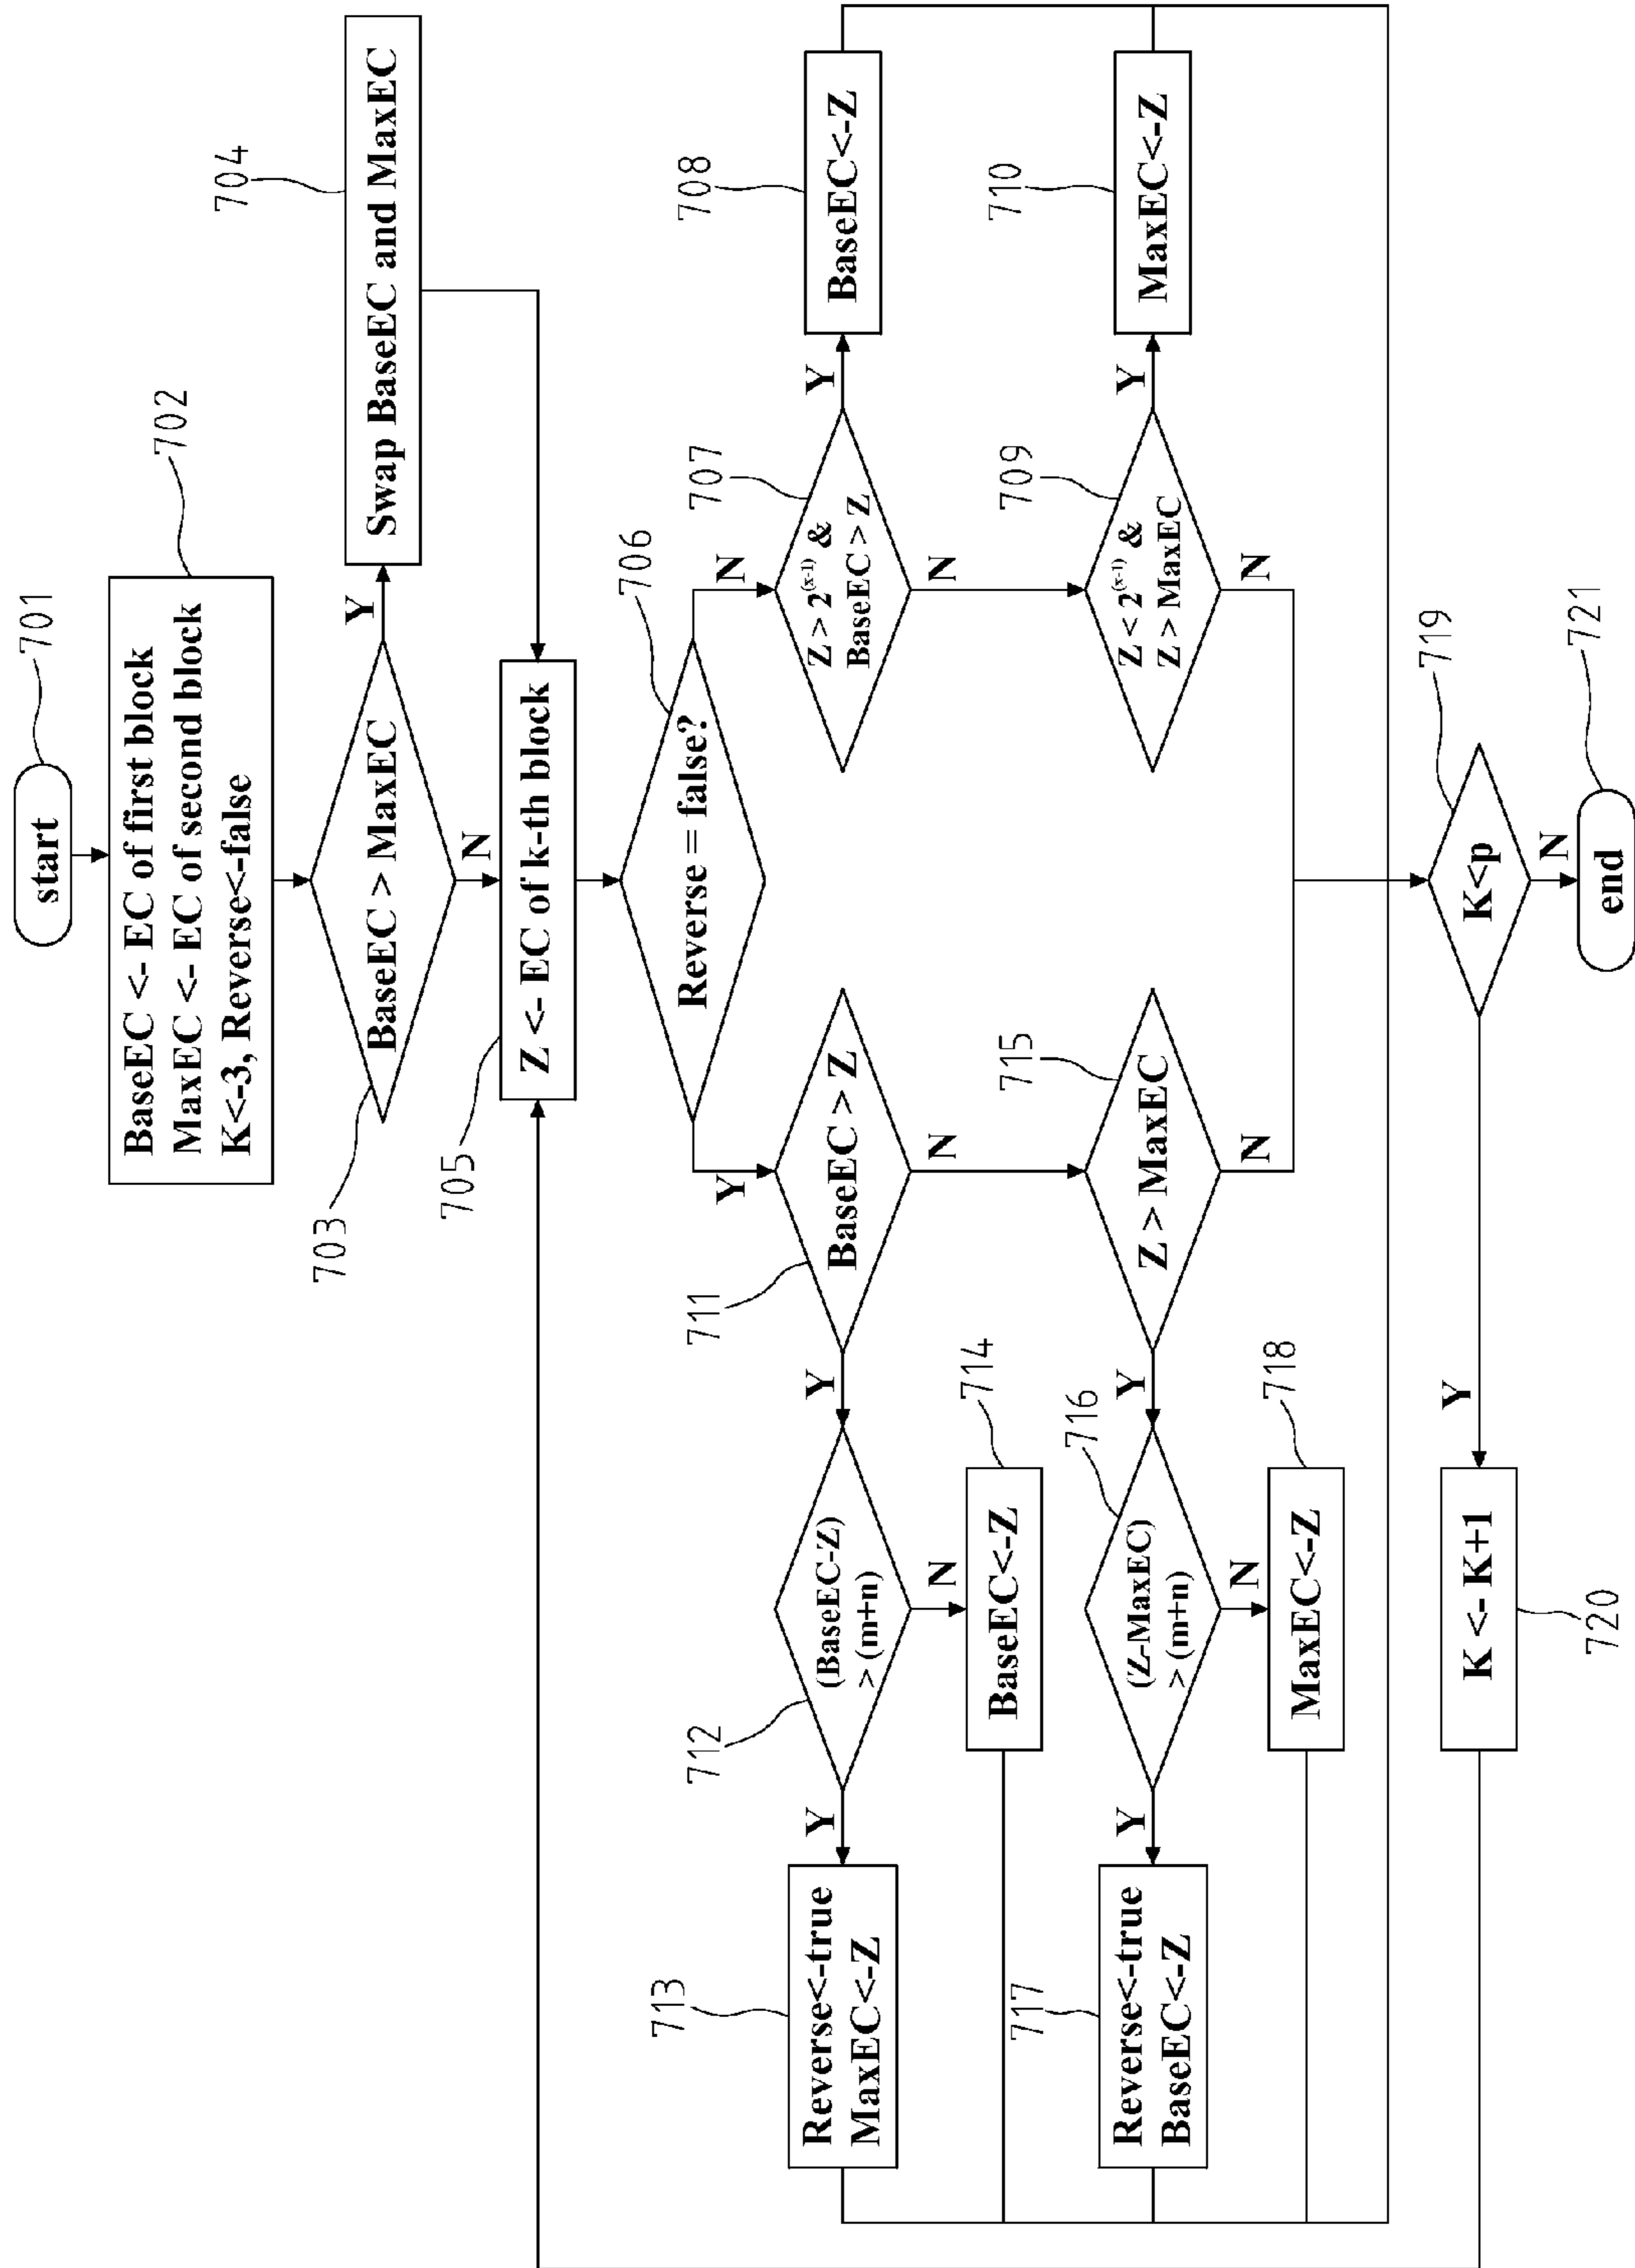 701
start
702
BaseEC <- EC of first block
MaxEC <- EC of second block
K<-3, Reverse<-false
703
BaseEC > MaxEC
Y
N
704
Swap BaseEC and MaxEC
705
Z <- EC of k-th block
706
Reverse = false?
Y
N
707
Z > 2^(x-1) &
BaseEC > Z
Y
N
708
BaseEC<-Z
709
Z < 2^(x-1) &
Z > MaxEC
Y
N
710
MaxEC<-Z
711
BaseEC > Z
Y
N
712
(BaseEC-Z)
> (m+n)
Y
N
713
Reverse<-true
MaxEC<-Z
714
BaseEC<-Z
715
Z > MaxEC
Y
N
716
(Z-MaxEC)
> (m+n)
Y
N
717
Reverse<-true
BaseEC<-Z
718
MaxEC<-Z
719
K<p
Y
N
720
K <- K+1
721
end